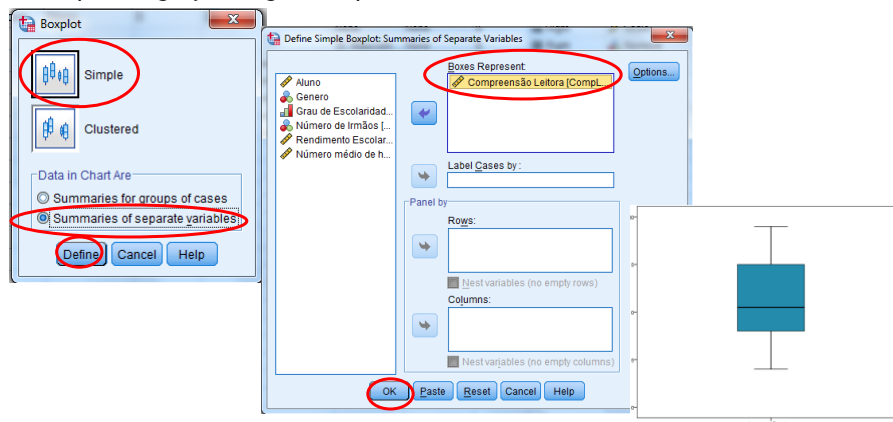 Boxplot
Simple
Clustered
Data in Chart Are
Summaries for groups of cases
Summaries of separate variables
Define Cancel Help
Define Simple Boxplot: Summaries of Separate Variables
Aluno
Genero
Grau de Escolaridad...
Número de Irmãos [...
Rendimento Escolar...
Número médio de h...
Boxes Represent:
Compreensão Leitora [CompL...
Options...
Label Cases by:
Panel by
Rows:
Nest variables (no empty rows)
Columns:
Nest variables (no empty columns)
OK Paste Reset Cancel Help